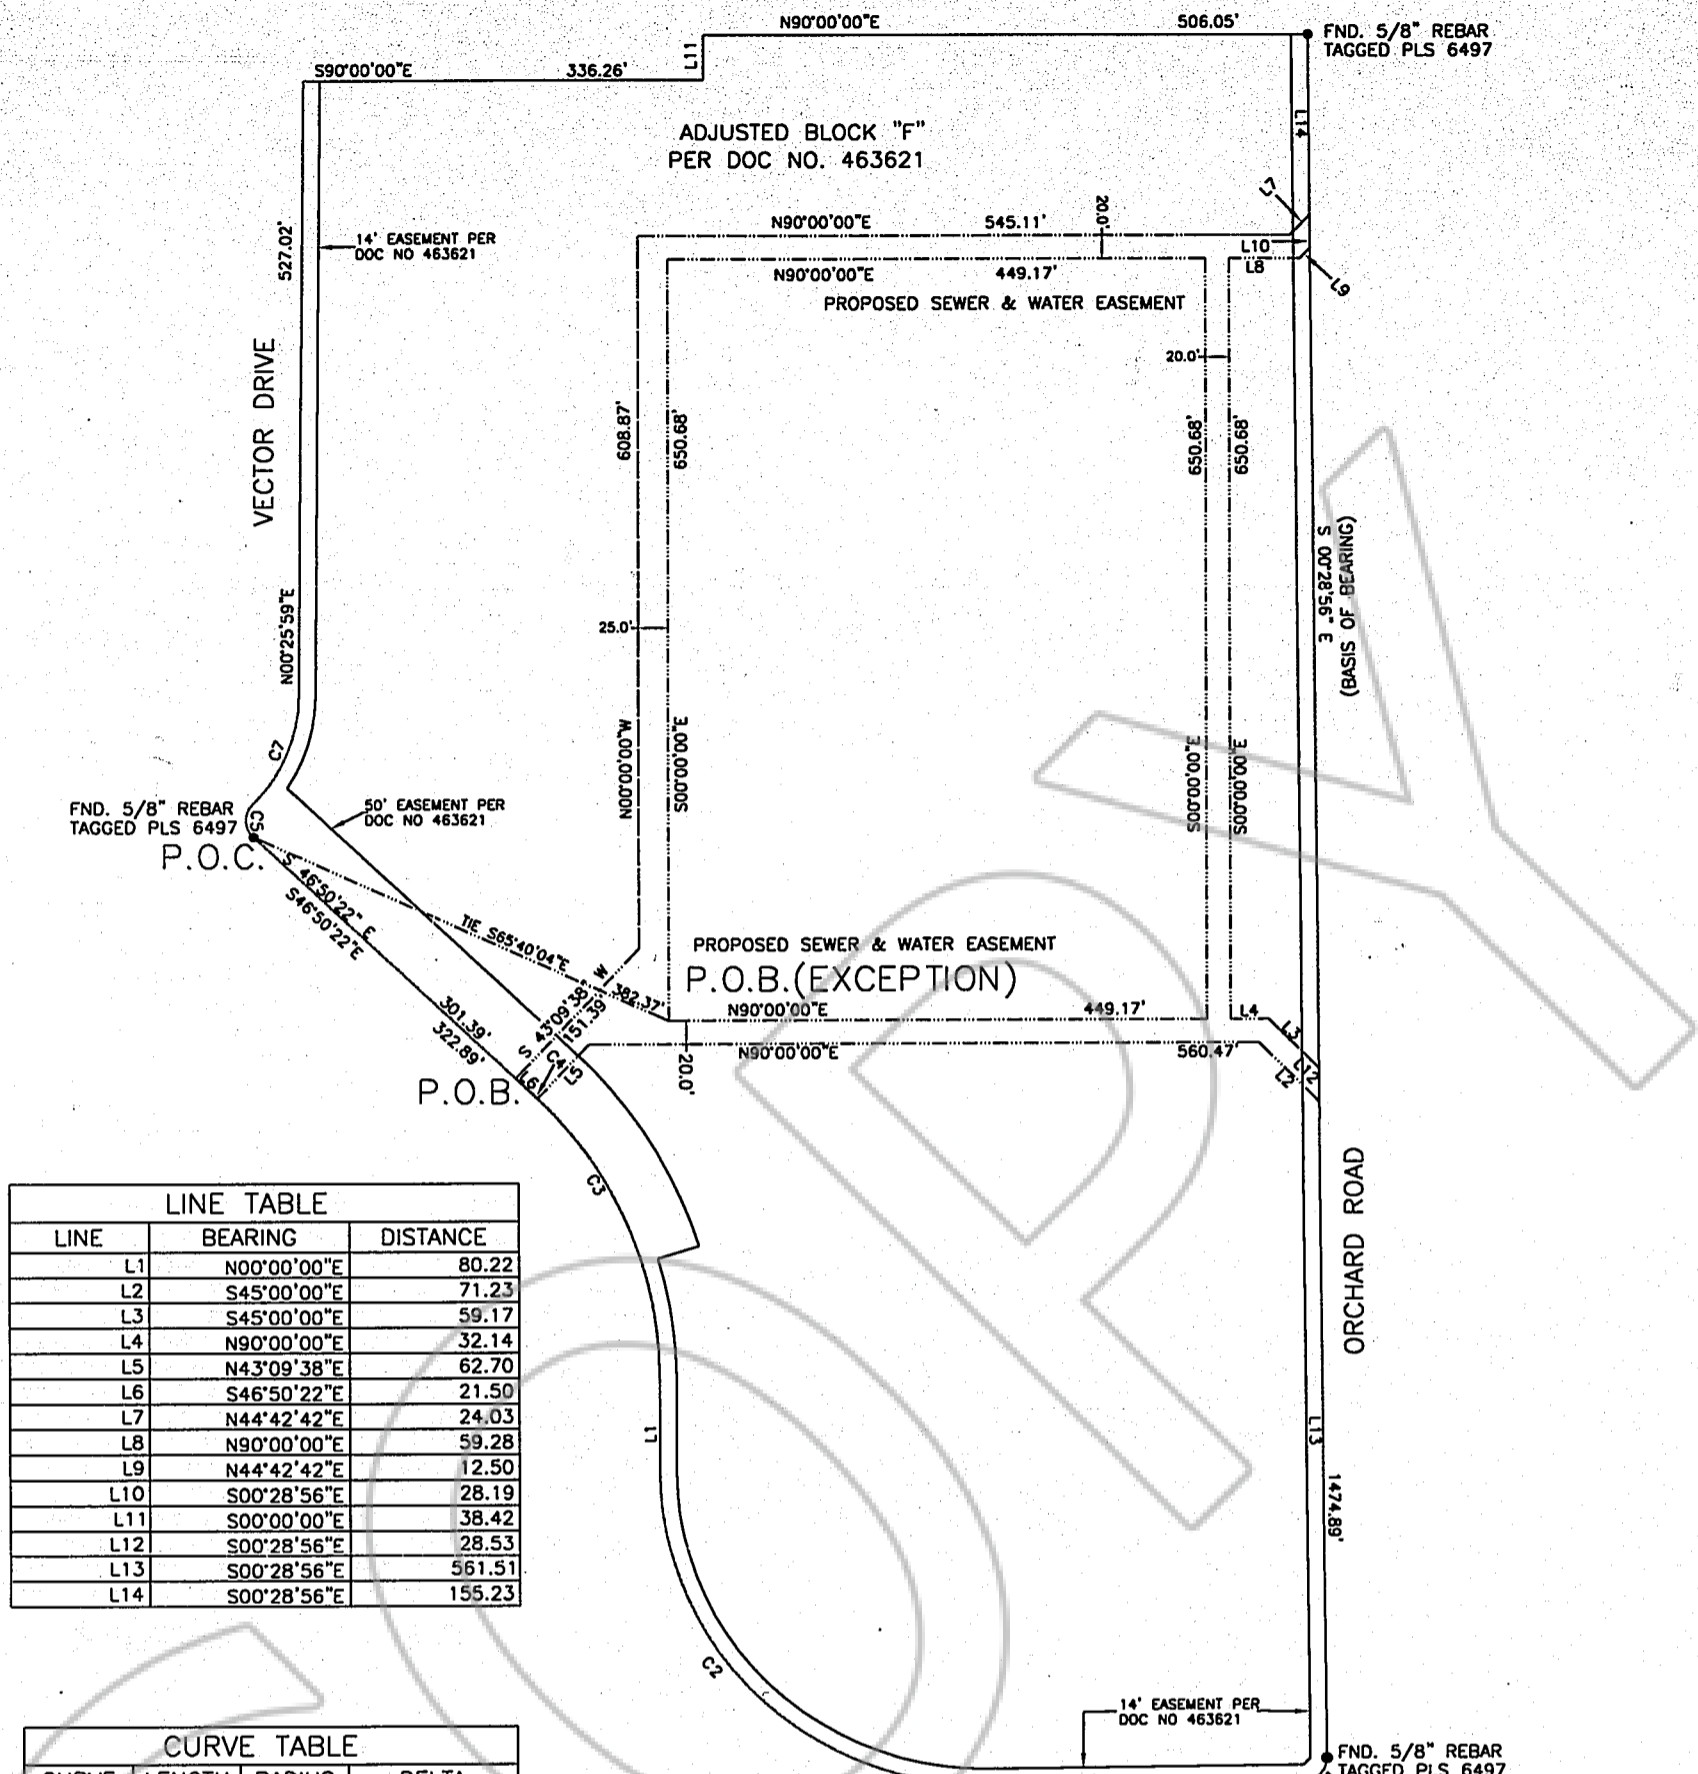 N90°00'00"E 506.05'
FND. 5/8" REBAR
TAGGED PLS 6497
L11
S90°00'00"E 336.26'
L14
ADJUSTED BLOCK "F"
PER DOC NO. 463621
L7
N90°00'00"E 545.11'
20.0'
L10
L8
L9
14' EASEMENT PER
DOC NO 463621
527.02'
N90°00'00"E 449.17'
PROPOSED SEWER & WATER EASEMENT
20.0'
VECTOR DRIVE
608.87'
650.68'
650.68'
650.68'
S 00°28'56" E
(BASIS OF BEARING)
N00°25'59"E
25.0'
N00°00'00"W
S00°00'00"E
S00°00'00"E
S00°00'00"E
C7
50' EASEMENT PER
DOC NO 463621
FND. 5/8" REBAR
TAGGED PLS 6497
C5
P.O.C.
S 46°50'22" E
S46°50'22"E
TIE S65°40'04"E
382.37'
PROPOSED SEWER & WATER EASEMENT
P.O.B.(EXCEPTION)
S 43°09'38" W
151.39'
N90°00'00"E 449.17'
L4
L3
L12
L2
301.39'
322.89'
C4
L5
L6
N90°00'00"E 560.47'
20.0'
P.O.B.
C3
ORCHARD ROAD
LINE TABLE
LINE BEARING DISTANCE
L1 N00°00'00"E 80.22
L2 S45°00'00"E 71.23
L3 S45°00'00"E 59.17
L4 N90°00'00"E 32.14
L5 N43°09'38"E 62.70
L6 S46°50'22"E 21.50
L7 N44°42'42"E 24.03
L8 N90°00'00"E 59.28
L9 N44°42'42"E 12.50
L10 S00°28'56"E 28.19
L11 S00°00'00"E 38.42
L12 S00°28'56"E 28.53
L13 S00°28'56"E 561.51
L14 S00°28'56"E 155.23
L1
L13
1474.89'
C2
14' EASEMENT PER
DOC NO 463621
FND. 5/8" REBAR
TAGGED PLS 6497
CURVE TABLE
CURVE LENGTH RADIUS DELTA
COPY